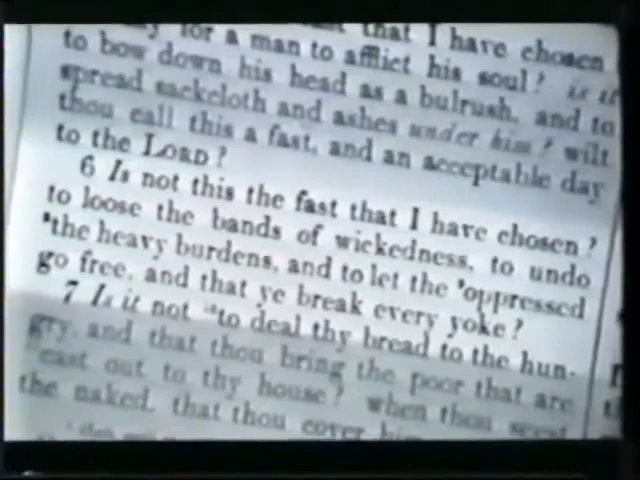 for a man to afflict his soul? is it
to bow down his head as a bulrush, and to
spread sackcloth and ashes under him? wilt
thou call this a fast, and an acceptable day
to the LORD?
6 Is not this the fast that I have chosen?
to loose the bands of wickedness, to undo
"the heavy burdens, and to let the 'oppressed
go free, and that ye break every yoke?
7 Is it not "to deal thy bread to the hun-
gry, and that thou bring the poor that are
cast out to thy house? when thou seest
the naked, that thou cover